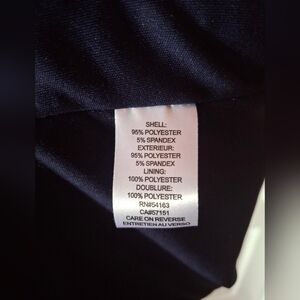 SHELL:
95% POLYESTER
5% SPANDEX
EXTERIEUR:
95% POLYESTER
5% SPANDEX
LINING:
100% POLYESTER
DOUBLURE:
100% POLYESTER
RN#54163
CA#57151
CARE ON REVERSE
ENTRETIEN AU VERSO